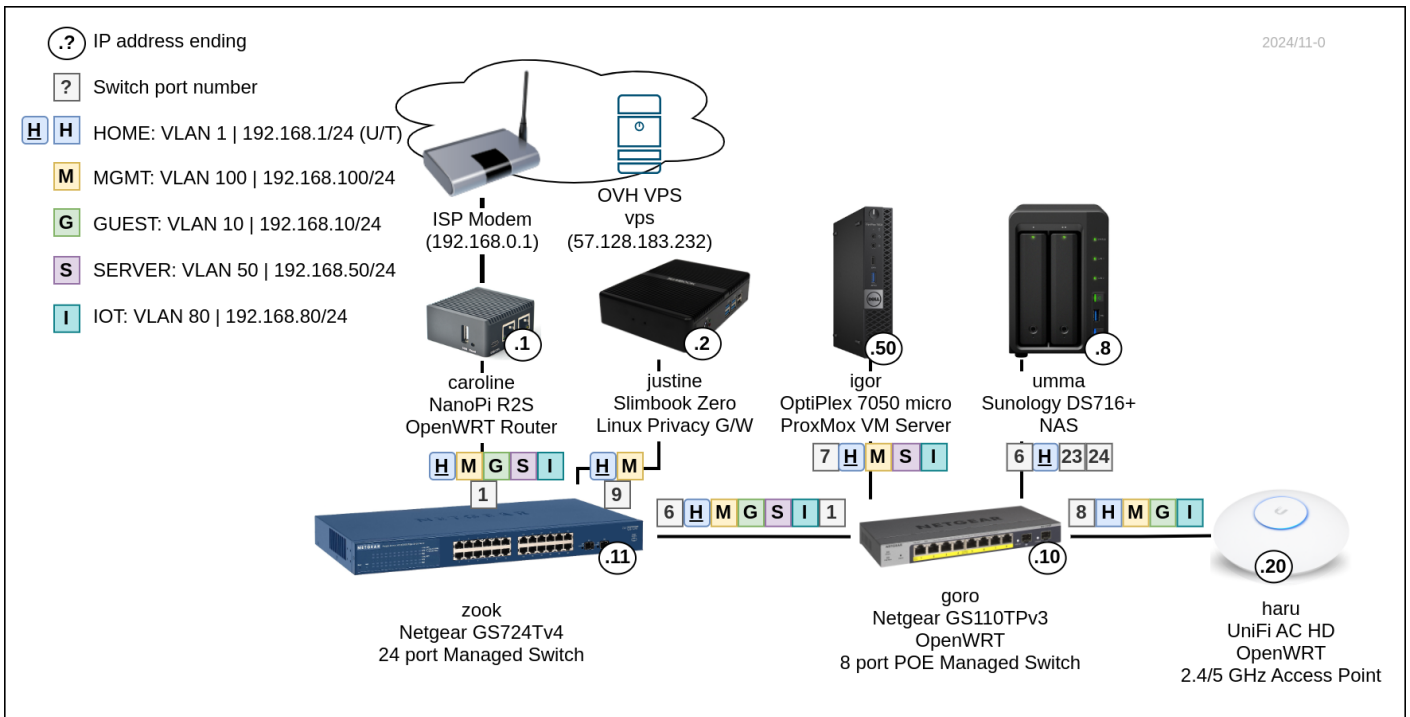 .? IP address ending
2024/11-0
? Switch port number
H H HOME: VLAN 1 | 192.168.1/24 (U/T)
M MGMT: VLAN 100 | 192.168.100/24
G GUEST: VLAN 10 | 192.168.10/24
S SERVER: VLAN 50 | 192.168.50/24
I IOT: VLAN 80 | 192.168.80/24
ISP Modem
(192.168.0.1)
OVH VPS
vps
(57.128.183.232)
.1
caroline
NanoPi R2S
OpenWRT Router
H M G S I
1
.2
justine
Slimbook Zero
Linux Privacy G/W
H M
9
DELL
.50
igor
OptiPlex 7050 micro
ProxMox VM Server
7 H M S I
.8
umma
Sunology DS716+
NAS
6 H 23 24
NETGEAR
.11
zook
Netgear GS724Tv4
24 port Managed Switch
6 H M G S I 1
NETGEAR
.10
goro
Netgear GS110TPv3
OpenWRT
8 port POE Managed Switch
8 H M G I
.20
haru
UniFi AC HD
OpenWRT
2.4/5 GHz Access Point